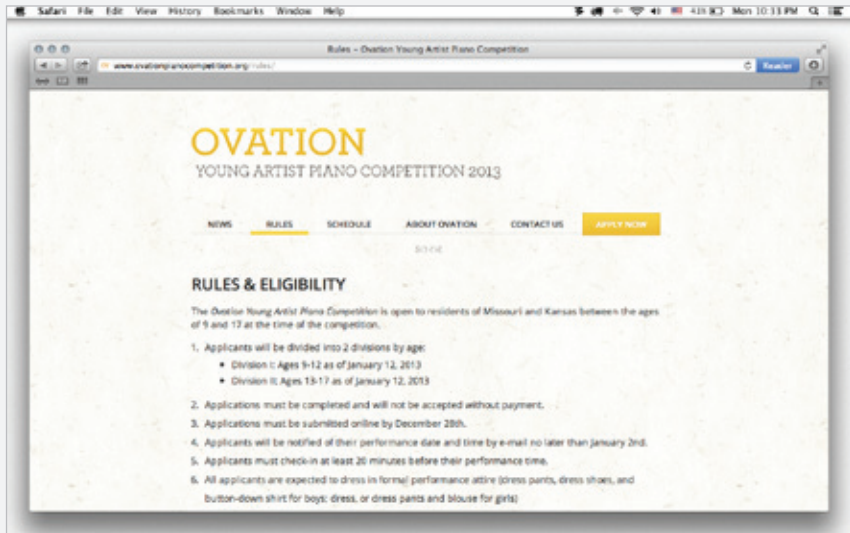 Safari File Edit View History Bookmarks Window Help Mon 10:33 PM
Rules – Ovation Young Artist Piano Competition
www.ovationpianocompetition.org/rules/
Reader
OVATION
YOUNG ARTIST PIANO COMPETITION 2013
NEWS RULES SCHEDULE ABOUT OVATION CONTACT US APPLY NOW
RULES & ELIGIBILITY
The Ovation Young Artist Piano Competition is open to residents of Missouri and Kansas between the ages
of 9 and 17 at the time of the competition.
1. Applicants will be divided into 2 divisions by age:
• Division I: Ages 9-12 as of January 12, 2013
• Division II: Ages 13-17 as of January 12, 2013
2. Applications must be completed and will not be accepted without payment.
3. Applications must be submitted online by December 28th.
4. Applicants will be notified of their performance date and time by e-mail no later than January 2nd.
5. Applicants must check-in at least 20 minutes before their performance time.
6. All applicants are expected to dress in formal performance attire (dress pants, dress shoes, and
button-down shirt for boys; dress, or dress pants and blouse for girls)